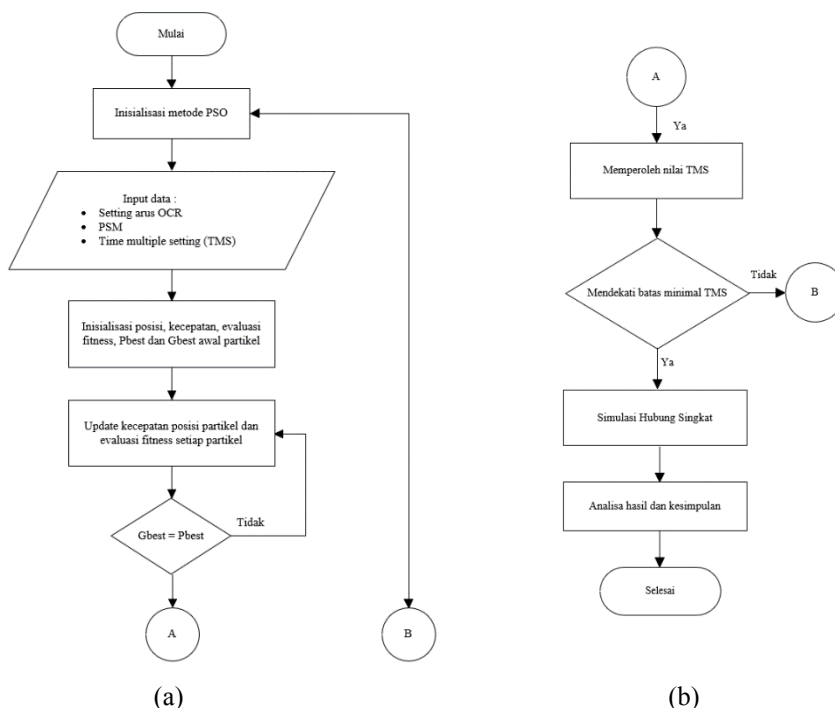 Mulai
Inisialisasi metode PSO
Input data :
• Setting arus OCR
• PSM
• Time multiple setting (TMS)
Inisialisasi posisi, kecepatan, evaluasi
fitness, Pbest dan Gbest awal partikel
Update kecepatan posisi partikel dan
evaluasi fitness setiap partikel
Tidak
Gbest = Pbest
A
B
(a)
A
Ya
Memperoleh nilai TMS
Tidak
Mendekati batas minimal TMS
B
Ya
Simulasi Hubung Singkat
Analisa hasil dan kesimpulan
Selesai
(b)